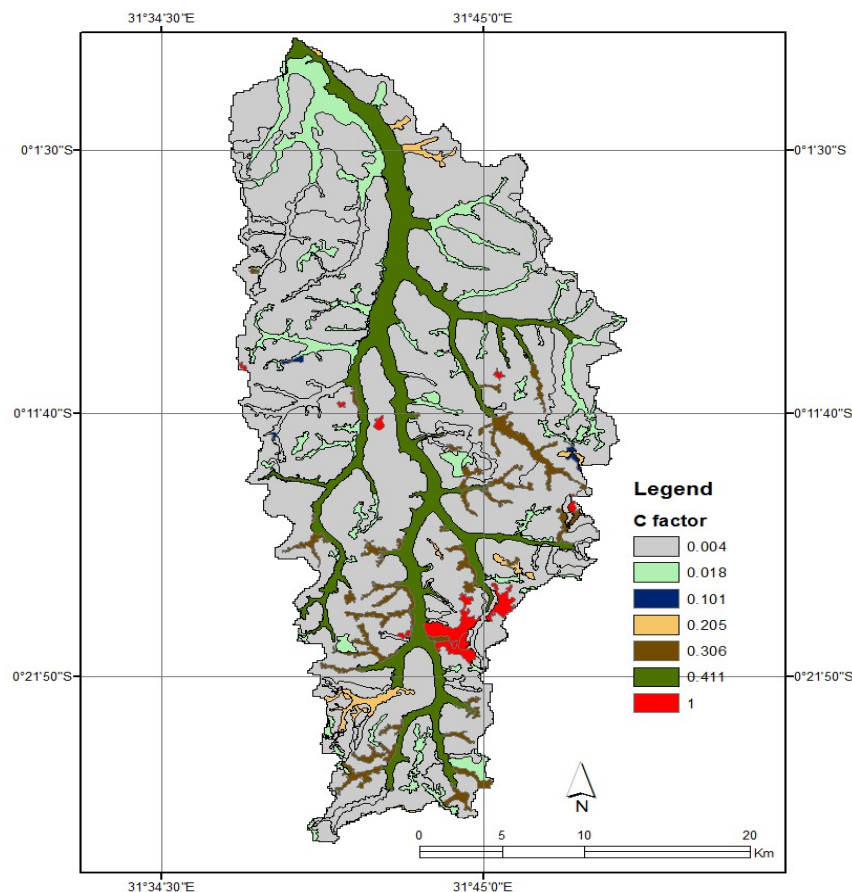 31°34'30"E 31°45'0"E
0°1'30"S 0°1'30"S
0°11'40"S 0°11'40"S
Legend
C factor
0.004
0.018
0.101
0.205
0.306
0.411
1
0°21'50"S 0°21'50"S
N
0 5 10 20
Km
31°34'30"E 31°45'0"E